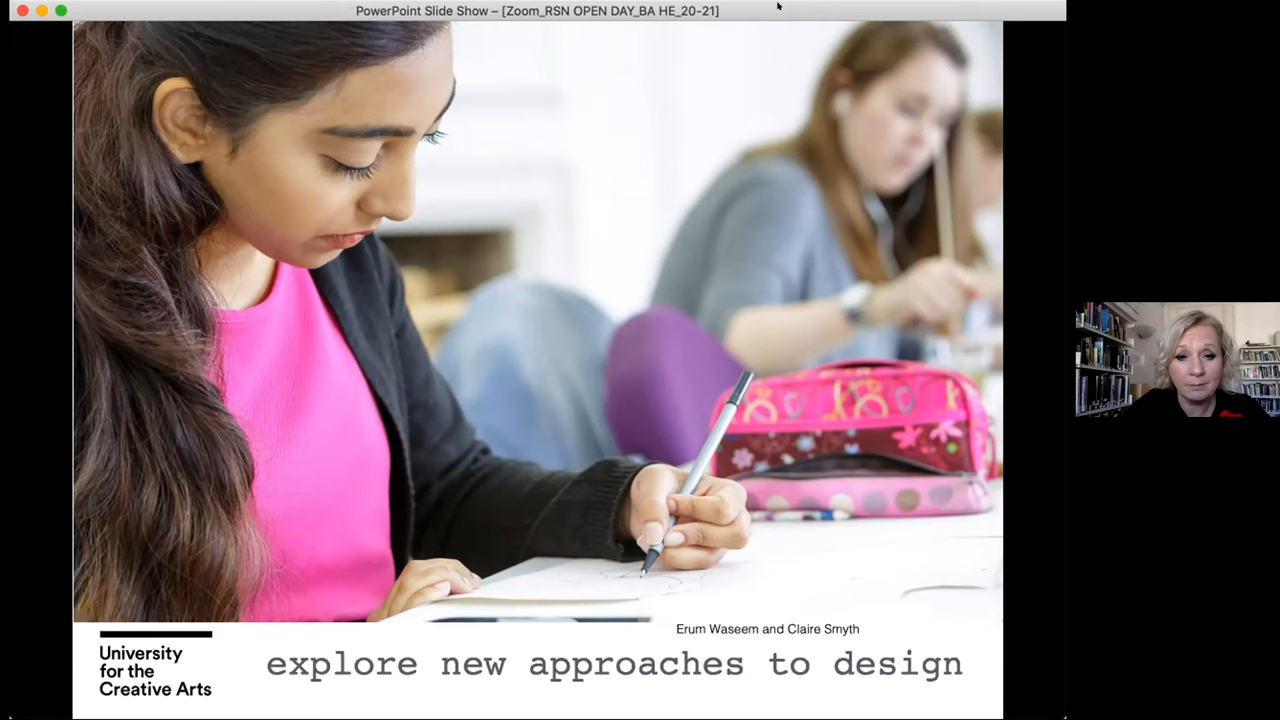 PowerPoint Slide Show – [Zoom_RSN OPEN DAY_BA HE_20-21]
Erum Waseem and Claire Smyth
University
for the
Creative Arts
explore new approaches to design